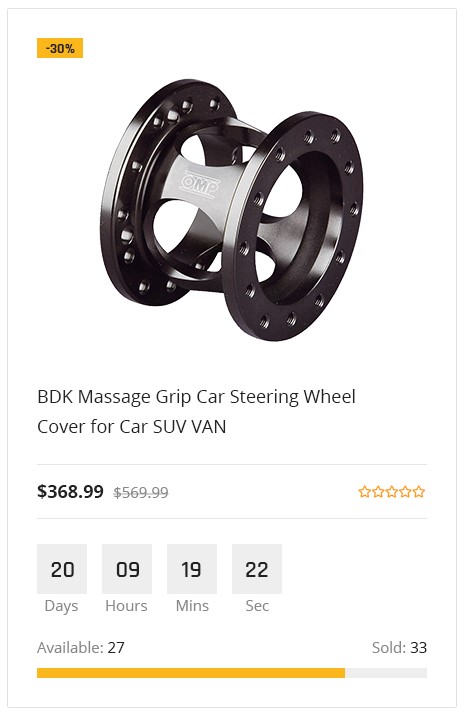 -30%
OMP
BDK Massage Grip Car Steering Wheel
Cover for Car SUV VAN
$368.99 $569.99
20 09 19 22
Days Hours Mins Sec
Available: 27 Sold: 33